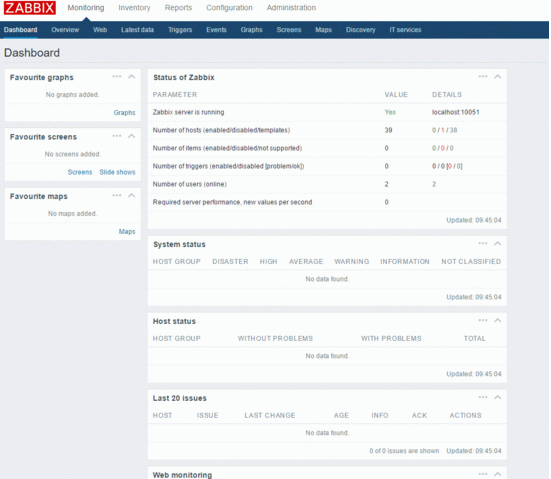 ZABBIX Monitoring Inventory Reports Configuration Administration
Dashboard Overview Web Latest data Triggers Events Graphs Screens Maps Discovery IT services
Dashboard
Favourite graphs
No graphs added.
Graphs
Favourite screens
No screens added.
Screens Slide shows
Favourite maps
No maps added.
Maps
Status of Zabbix
PARAMETER VALUE DETAILS
Zabbix server is running Yes localhost:10051
Number of hosts (enabled/disabled/templates) 39 0 / 1 / 38
Number of items (enabled/disabled/not supported) 0 0 / 0 / 0
Number of triggers (enabled/disabled [problem/ok]) 0 0 / 0 [0 / 0]
Number of users (online) 2 2
Required server performance, new values per second 0
Updated: 09:45:04
System status
HOST GROUP DISASTER HIGH AVERAGE WARNING INFORMATION NOT CLASSIFIED
No data found.
Updated: 09:45:04
Host status
HOST GROUP WITHOUT PROBLEMS WITH PROBLEMS TOTAL
No data found.
Updated: 09:45:04
Last 20 issues
HOST ISSUE LAST CHANGE AGE INFO ACK ACTIONS
No data found.
0 of 0 issues are shown Updated: 09:45:04
Web monitoring